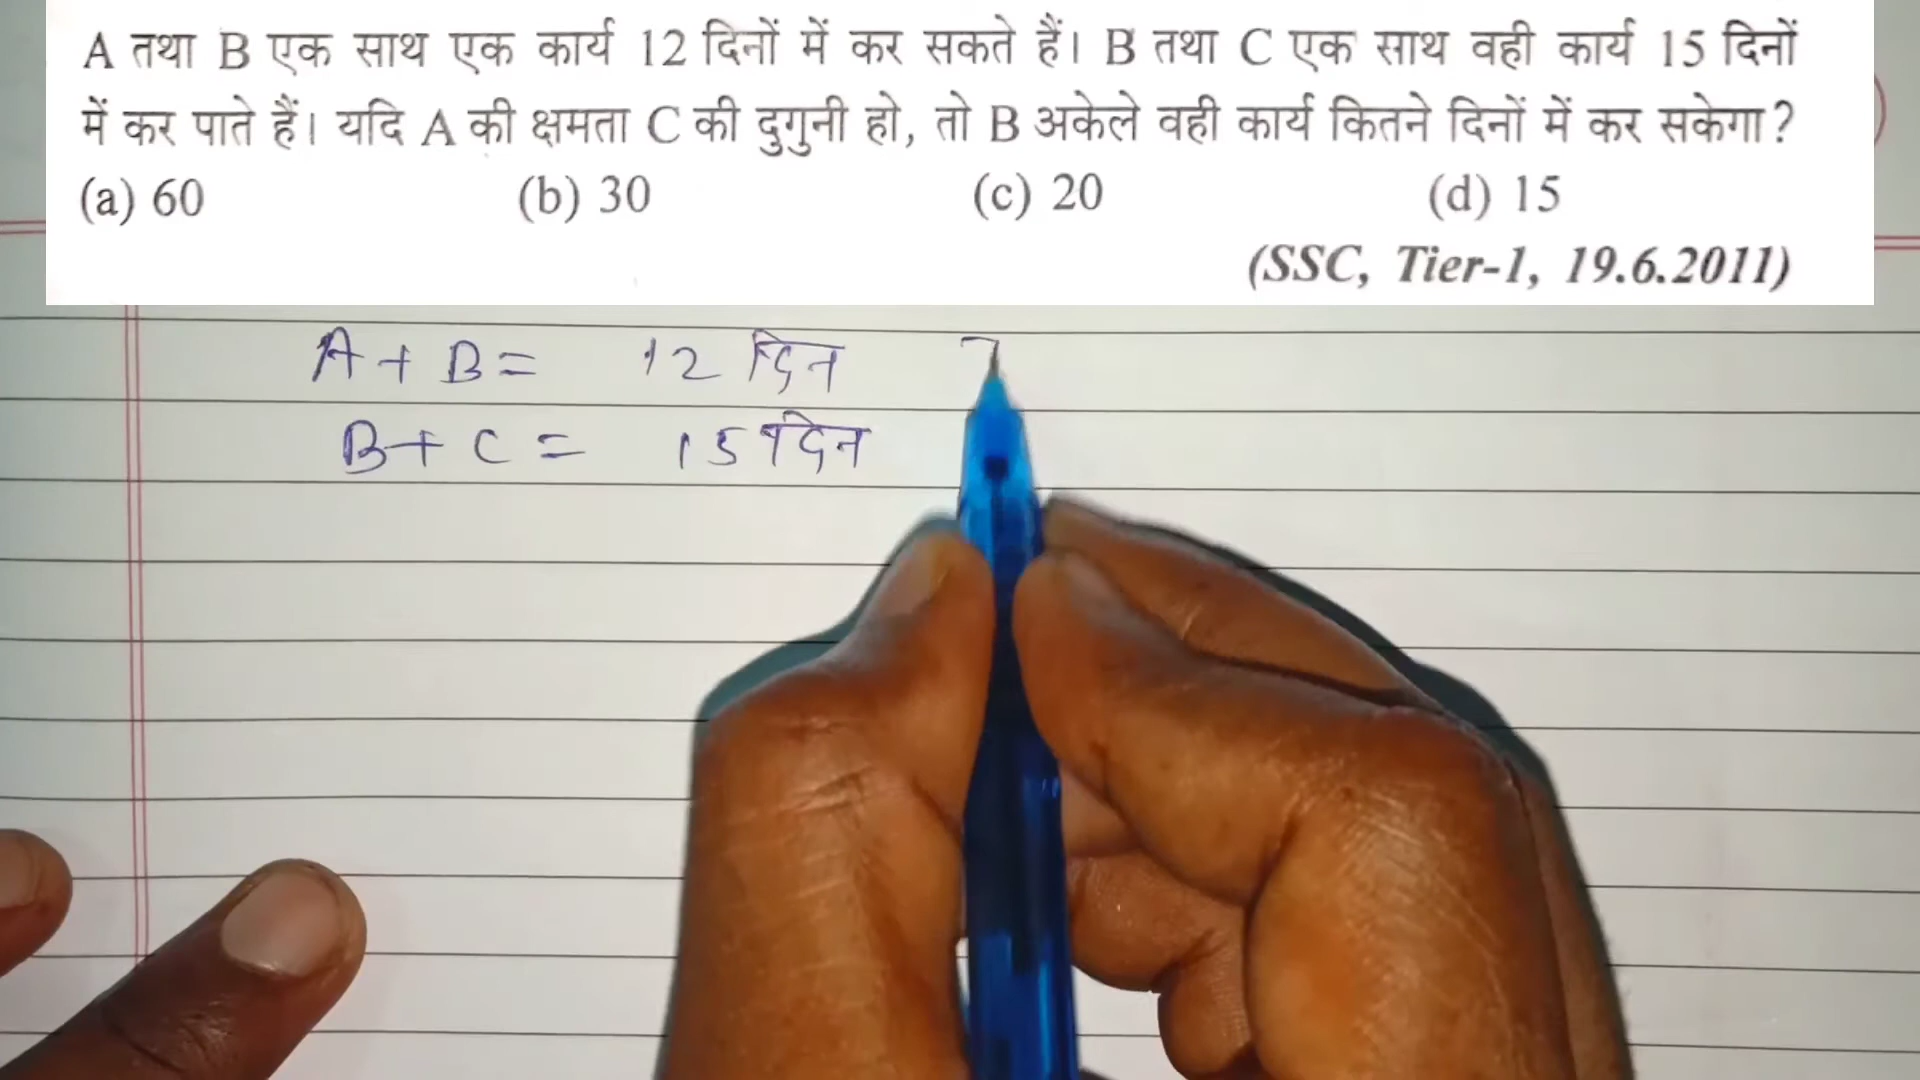 A तथा B एक साथ एक कार्य 12 दिनों में कर सकते हैं। B तथा C एक साथ वही कार्य 15 दिनों
में कर पाते हैं। यदि A की क्षमता C की दुगुनी हो, तो B अकेले वही कार्य कितने दिनों में कर सकेगा?
(a) 60 (b) 30 (c) 20 (d) 15
(SSC, Tier-1, 19.6.2011)
A + B = 12 दिन
B + C = 15 दिन